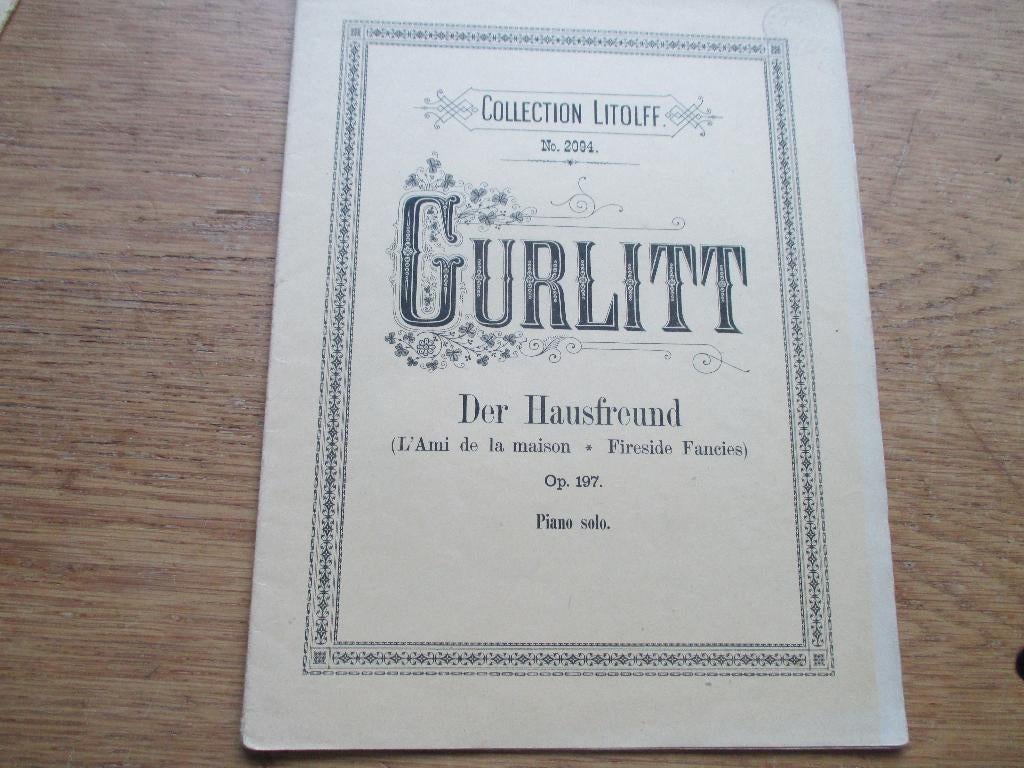 COLLECTION LITOLFF.
No. 2094.
GURLITT
Der Hausfreund
(L'Ami de la maison * Fireside Fancies)
Op. 197.
Piano solo.